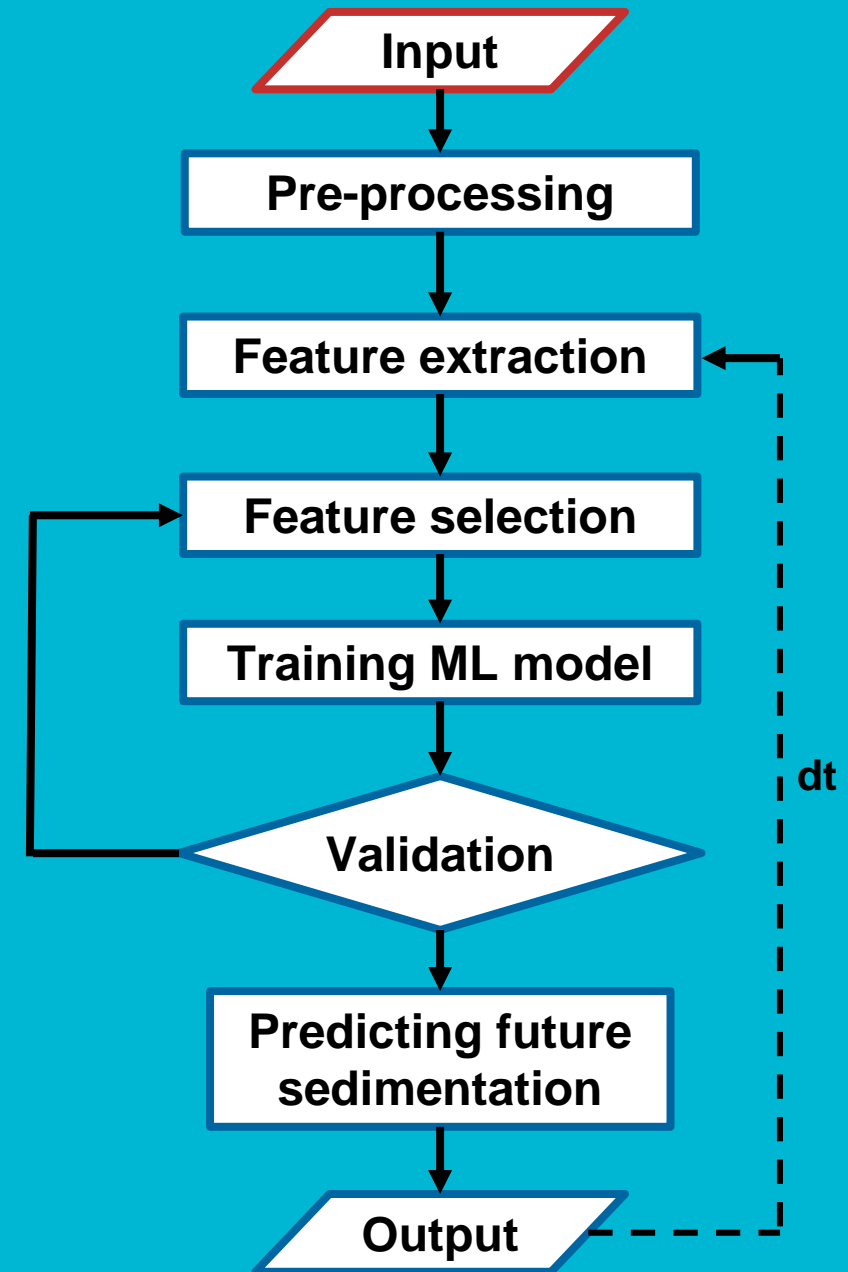 Input
Pre-processing
Feature extraction
Feature selection
Training ML model
dt
Validation
Predicting future
sedimentation
Output